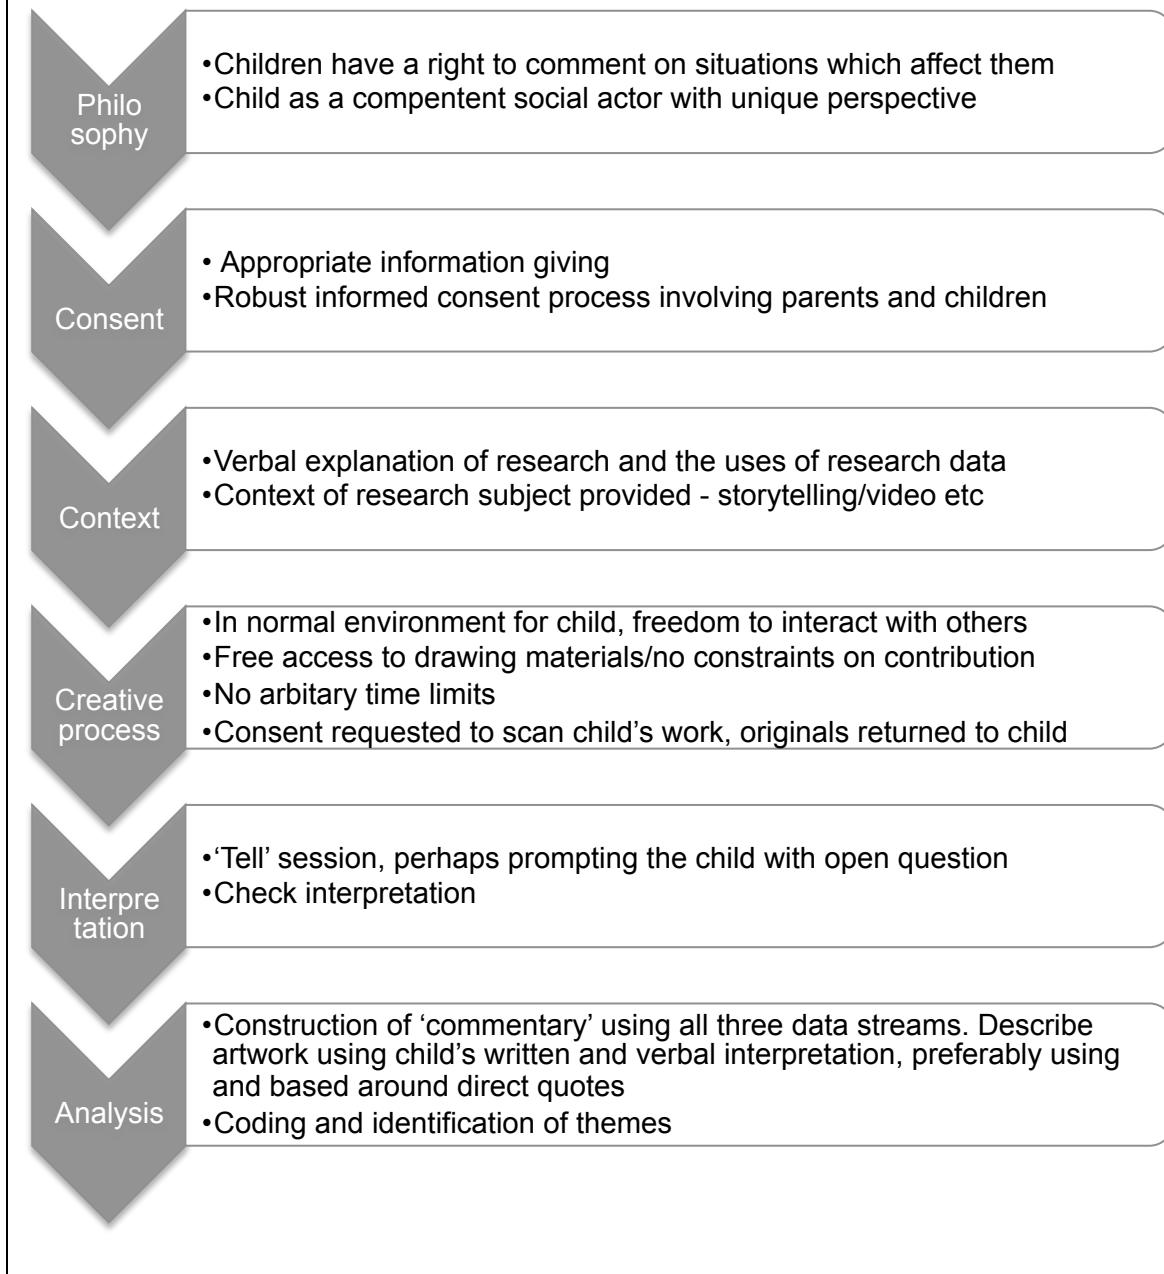 Philo
sophy
•Children have a right to comment on situations which affect them
•Child as a compentent social actor with unique perspective
Consent
• Appropriate information giving
•Robust informed consent process involving parents and children
Context
•Verbal explanation of research and the uses of research data
•Context of research subject provided - storytelling/video etc
Creative
process
•In normal environment for child, freedom to interact with others
•Free access to drawing materials/no constraints on contribution
•No arbitary time limits
•Consent requested to scan child’s work, originals returned to child
Interpre
tation
•‘Tell’ session, perhaps prompting the child with open question
•Check interpretation
Analysis
•Construction of ‘commentary’ using all three data streams. Describe
artwork using child’s written and verbal interpretation, preferably using
and based around direct quotes
•Coding and identification of themes